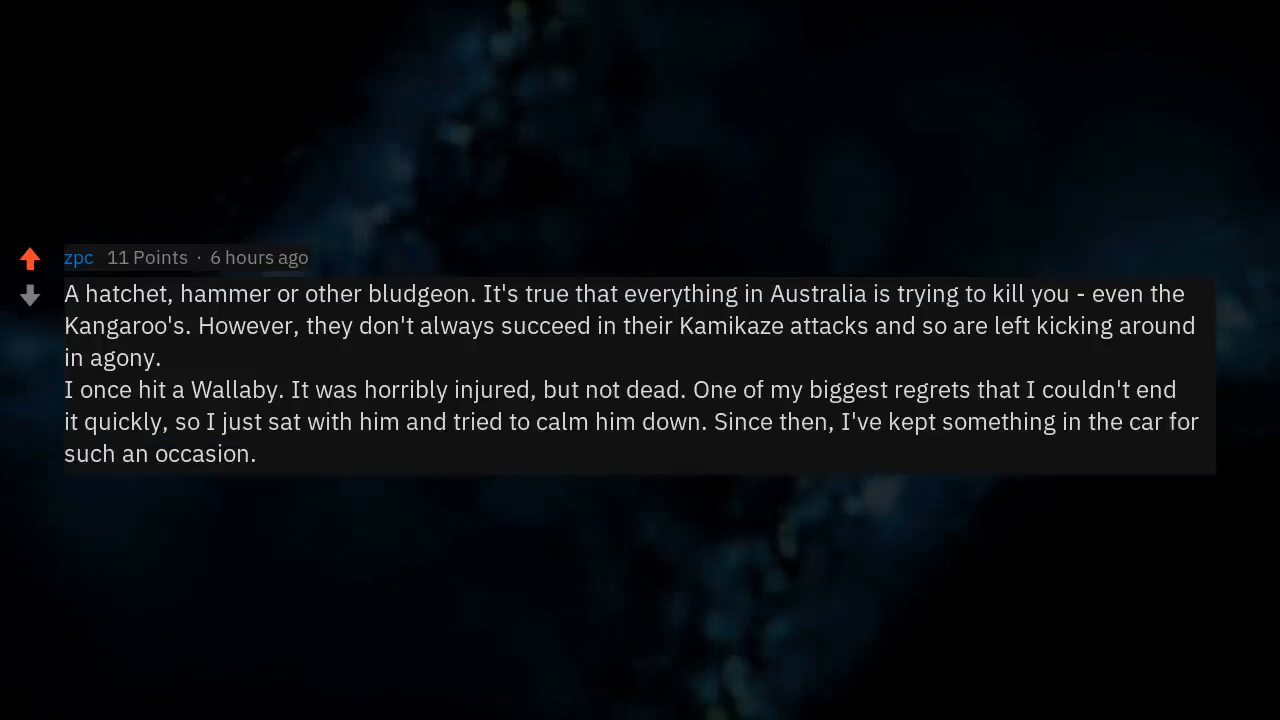 zpc 11 Points · 6 hours ago
A hatchet, hammer or other bludgeon. It's true that everything in Australia is trying to kill you - even the
Kangaroo's. However, they don't always succeed in their Kamikaze attacks and so are left kicking around
in agony.
I once hit a Wallaby. It was horribly injured, but not dead. One of my biggest regrets that I couldn't end
it quickly, so I just sat with him and tried to calm him down. Since then, I've kept something in the car for
such an occasion.